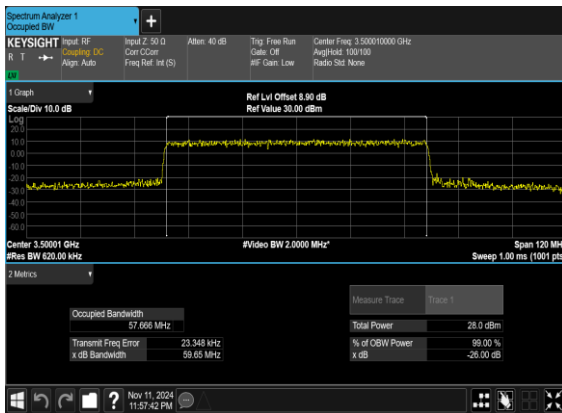 Spectrum Analyzer 1
Occupied BW
+
KEYSIGHT
R T
LXI
Input: RF
Coupling: DC
Align: Auto
Input Z: 50 Ω
Corr CCorr
Freq Ref: Int (S)
Atten: 40 dB
Trig: Free Run
Gate: Off
#IF Gain: Low
Center Freq: 3.500010000 GHz
Avg|Hold: 100/100
Radio Std: None
1 Graph
Scale/Div 10.0 dB
Ref Lvl Offset 8.90 dB
Ref Value 30.00 dBm
Log
20.0
10.0
0.00
-10.0
-20.0
-30.0
-40.0
-50.0
-60.0
Center 3.50001 GHz
#Res BW 620.00 kHz
#Video BW 2.0000 MHz*
Span 120 MH
Sweep 1.00 ms (1001 pts
2 Metrics
Occupied Bandwidth
57.666 MHz
Transmit Freq Error 23.348 kHz
x dB Bandwidth 59.65 MHz
Measure Trace Trace 1
Total Power 28.0 dBm
% of OBW Power 99.00 %
x dB -26.00 dB
?
Nov 11, 2024
11:57:42 PM